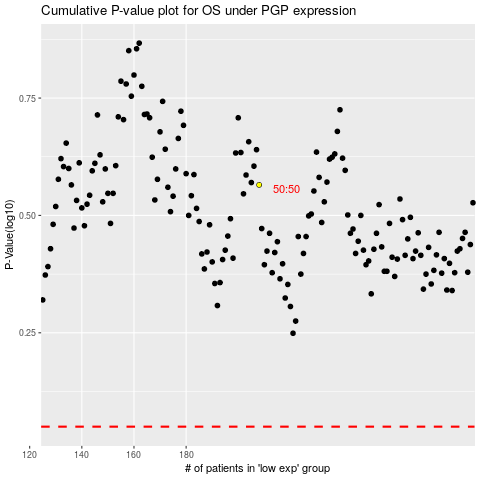 Cumulative P-value plot for OS under PGP expression
P-Value(log10)
0.75
0.50
0.25
50:50
120 140 160 180
# of patients in 'low exp' group